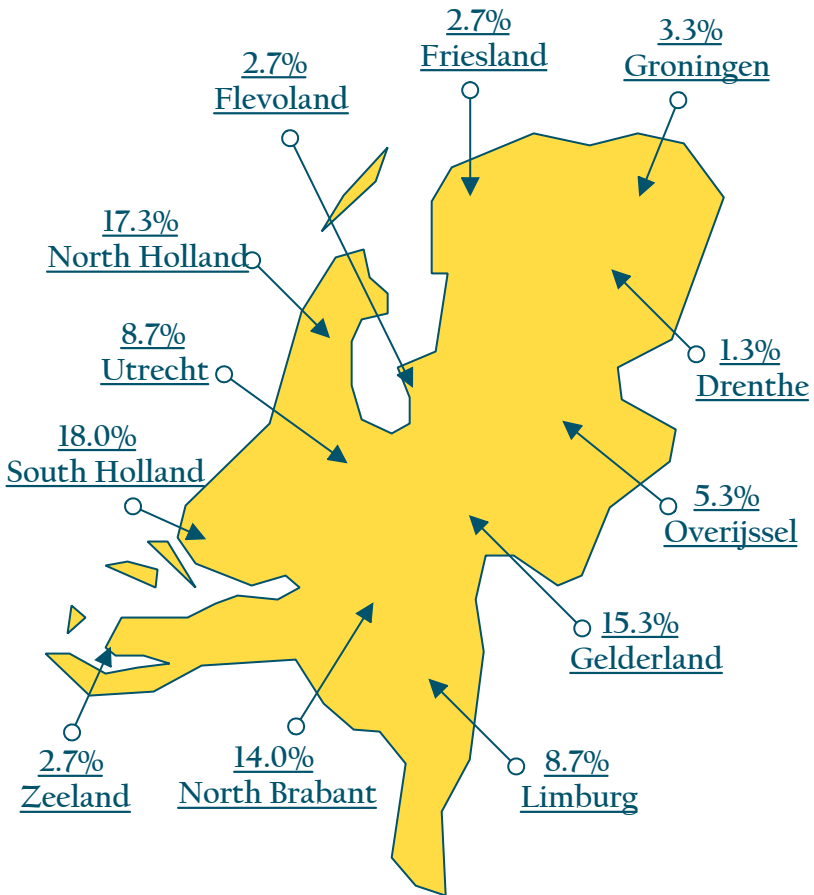 2.7%
Friesland
3.3%
Groningen
2.7%
Flevoland
17.3%
North Holland
8.7%
Utrecht
1.3%
Drenthe
18.0%
South Holland
5.3%
Overijssel
15.3%
Gelderland
2.7%
Zeeland
14.0%
North Brabant
8.7%
Limburg